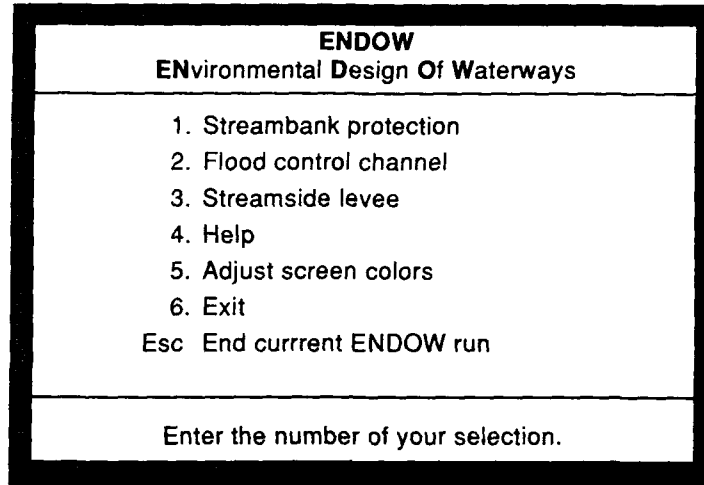 ENDOW
ENvironmental Design Of Waterways
1. Streambank protection
2. Flood control channel
3. Streamside levee
4. Help
5. Adjust screen colors
6. Exit
Esc End currrent ENDOW run
Enter the number of your selection.